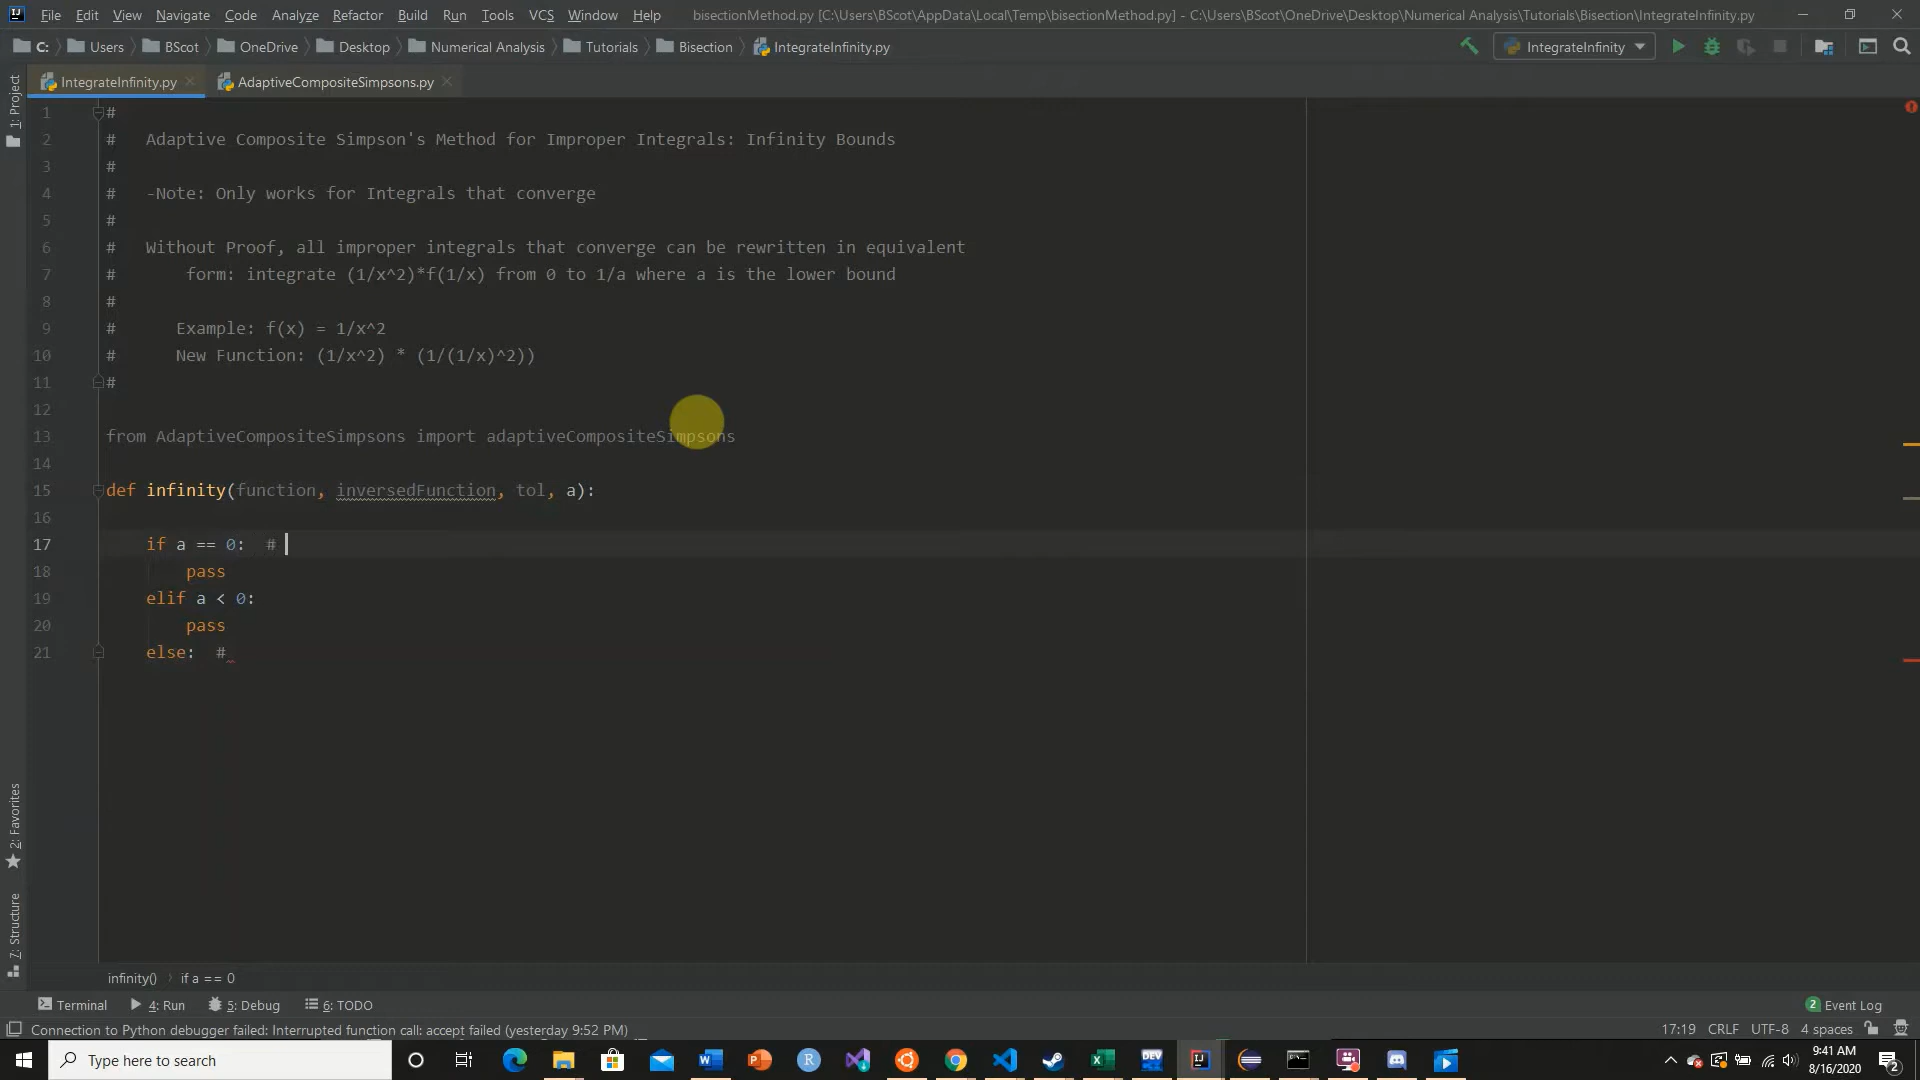 File Edit View Navigate Code Analyze Refactor Build Run Tools VCS Window Help bisectionMethod.py [C:\Users\BScot\AppData\Local\Temp\bisectionMethod.py] - C:\Users\BScot\OneDrive\Desktop\Numerical Analysis\Tutorials\Bisection\IntegrateInfinity.py
C: Users BScot OneDrive Desktop Numerical Analysis Tutorials Bisection IntegrateInfinity.py IntegrateInfinity
IntegrateInfinity.py AdaptiveCompositeSimpsons.py
1: Project
1 #
2 # Adaptive Composite Simpson's Method for Improper Integrals: Infinity Bounds
3 #
4 # -Note: Only works for Integrals that converge
5 #
6 # Without Proof, all improper integrals that converge can be rewritten in equivalent
7 # form: integrate (1/x^2)*f(1/x) from 0 to 1/a where a is the lower bound
8 #
9 # Example: f(x) = 1/x^2
10 # New Function: (1/x^2) * (1/(1/x)^2))
11 #
12
13 from AdaptiveCompositeSimpsons import adaptiveCompositeSimpsons
14
15 def infinity(function, inversedFunction, tol, a):
16
17 if a == 0: #
18 pass
19 elif a < 0:
20 pass
21 else: #
2: Favorites
7: Structure
infinity() if a == 0
Terminal 4: Run 5: Debug 6: TODO 2 Event Log
Connection to Python debugger failed: Interrupted function call: accept failed (yesterday 9:52 PM) 17:19 CRLF UTF-8 4 spaces
Type here to search 9:41 AM
8/16/2020 2